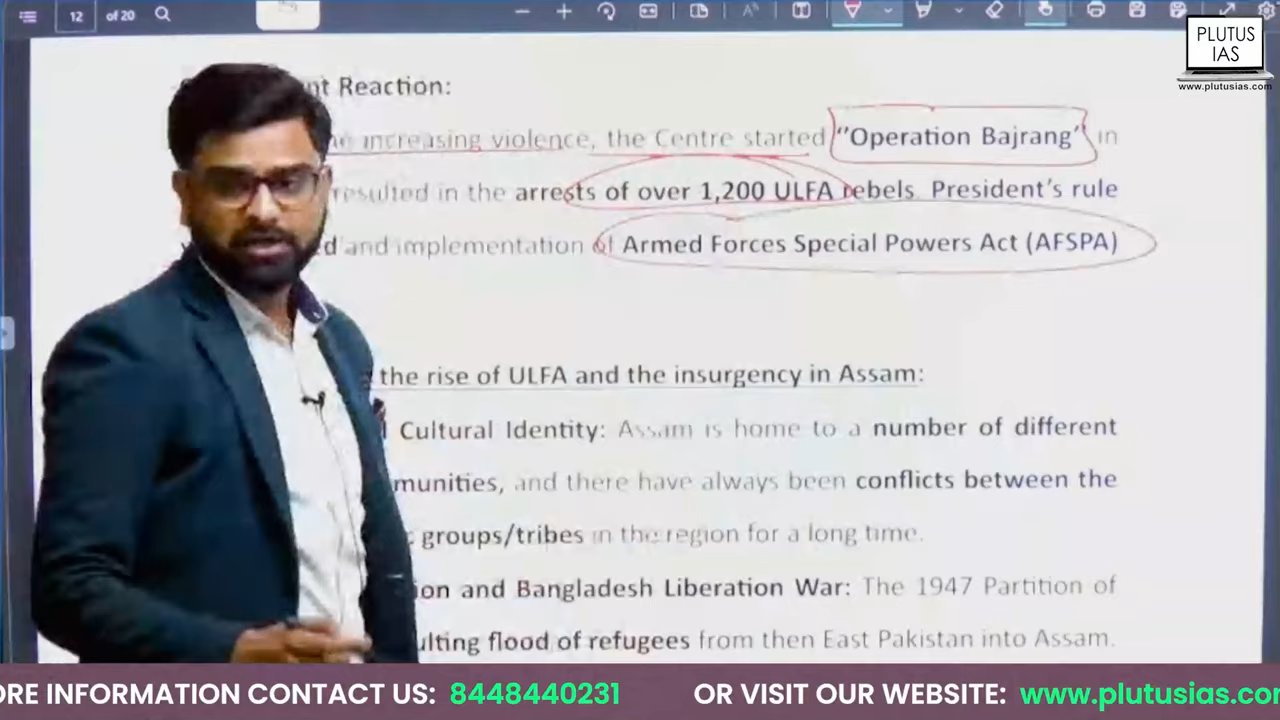 12 of 20
PLUTUS
IAS
www.plutusias.com
nt Reaction:
increasing violence, the Centre started "Operation Bajrang" in
resulted in the arrests of over 1,200 ULFA rebels. President's rule
and implementation of Armed Forces Special Powers Act (AFSPA)
the rise of ULFA and the insurgency in Assam:
Cultural Identity: Assam is home to a number of different
munities, and there have always been conflicts between the
groups/tribes in the region for a long time.
ion and Bangladesh Liberation War: The 1947 Partition of
ulting flood of refugees from then East Pakistan into Assam.
ORE INFORMATION CONTACT US: 8448440231 OR VISIT OUR WEBSITE: www.plutusias.com